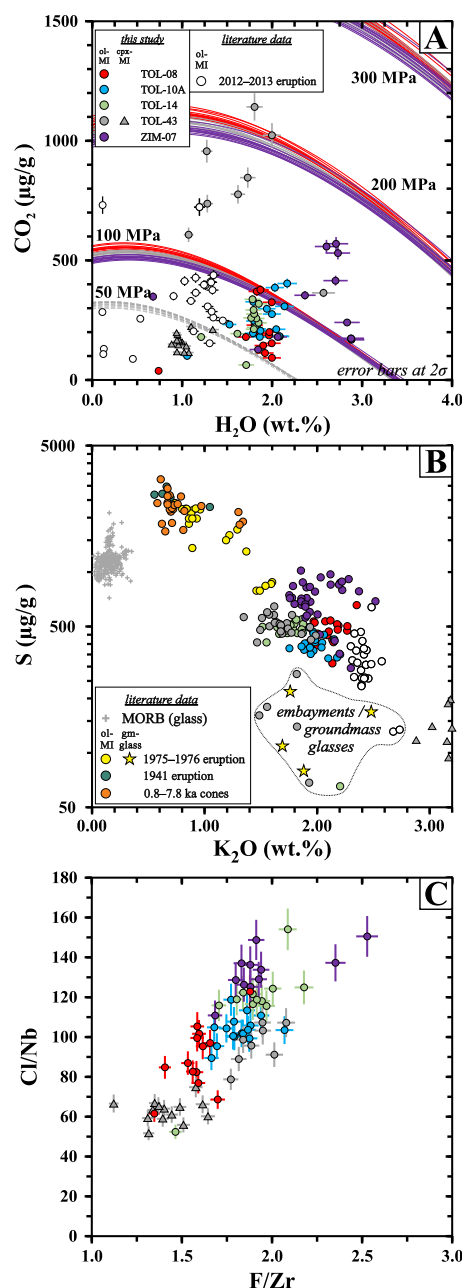 A
this study
ol-MI
cpx-MI
TOL-08
TOL-10A
TOL-14
TOL-43
ZIM-07
literature data
ol-MI
2012–2013 eruption
300 MPa
200 MPa
100 MPa
50 MPa
error bars at 2σ
1500
1000
500
0
CO₂ (µg/g)
0.0
1.0
2.0
3.0
4.0
H₂O (wt.%)
B
5000
500
50
S (µg/g)
embayments /
groundmass
glasses
literature data
MORB (glass)
ol-MI
gm-glass
1975–1976 eruption
1941 eruption
0.8–7.8 ka cones
0.00
1.00
2.00
3.00
K₂O (wt.%)
C
180
160
140
120
100
80
60
40
20
0
Cl/Nb
1.0
1.5
2.0
2.5
3.0
F/Zr